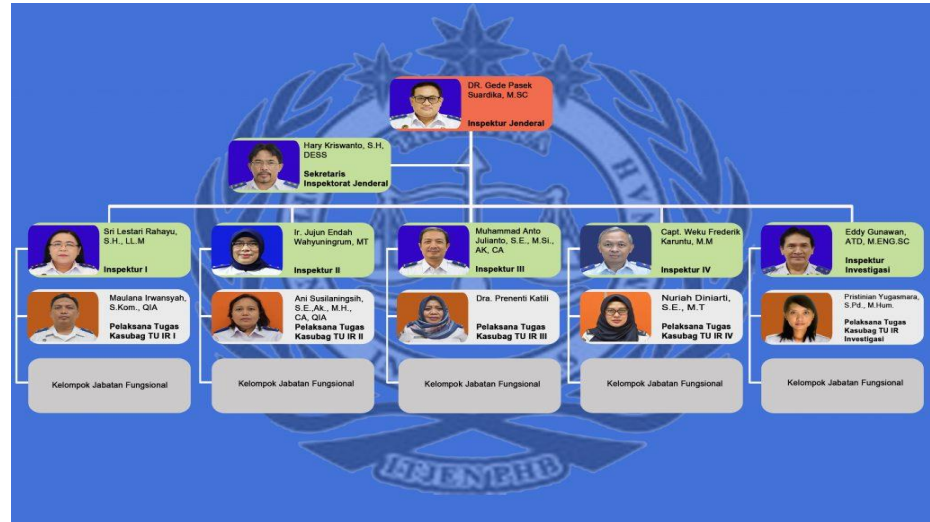 DR. Gede Pasek
Suardika, M.SC
Inspektur Jenderal
Hary Kriswanto, S.H,
DESS
Sekretaris
Inspektorat Jenderal
Sri Lestari Rahayu,
S.H., LL.M
Inspektur I
Ir. Jujun Endah
Wahyuningrum, MT
Inspektur II
Muhammad Anto
Julianto, S.E., M.Si.,
AK, CA
Inspektur III
Capt. Weku Frederik
Karuntu, M.M
Inspektur IV
Eddy Gunawan,
ATD, M.ENG.SC
Inspektur
Investigasi
Maulana Irwansyah,
S.Kom., QIA
Pelaksana Tugas
Kasubag TU IR I
Ani Susilaningsih,
S.E.,Ak., M.H.,
CA, QIA
Pelaksana Tugas
Kasubag TU IR II
Dra. Prenenti Katili
Pelaksana Tugas
Kasubag TU IR III
Nuriah Diniarti,
S.E., M.T
Pelaksana Tugas
Kasubag TU IR IV
Pristinian Yugasmara,
S.Pd., M.Hum.
Pelaksana Tugas
Kasubag TU IR
Investigasi
Kelompok Jabatan Fungsional
Kelompok Jabatan Fungsional
Kelompok Jabatan Fungsional
Kelompok Jabatan Fungsional
Kelompok Jabatan Fungsional
ITJEN PHB